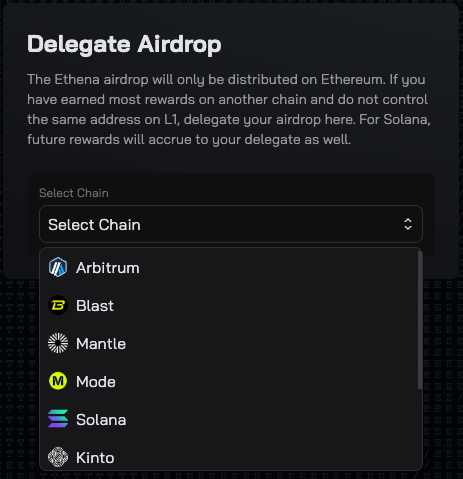 Delegate Airdrop
The Ethena airdrop will only be distributed on Ethereum. If you
have earned most rewards on another chain and do not control
the same address on L1, delegate your airdrop here. For Solana,
future rewards will accrue to your delegate as well.
Select Chain
Select Chain
Arbitrum
Blast
Mantle
Mode
Solana
Kinto